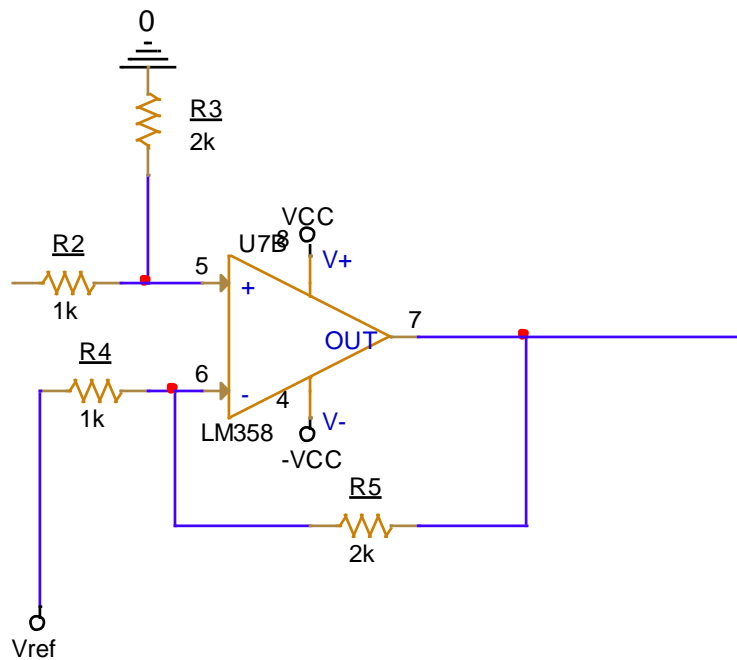 0
R3
2k
VCC
U7B
8
V+
R2
5
+
1k
7
OUT
R4
6
-
4
1k
V-
LM358
-VCC
R5
2k
Vref